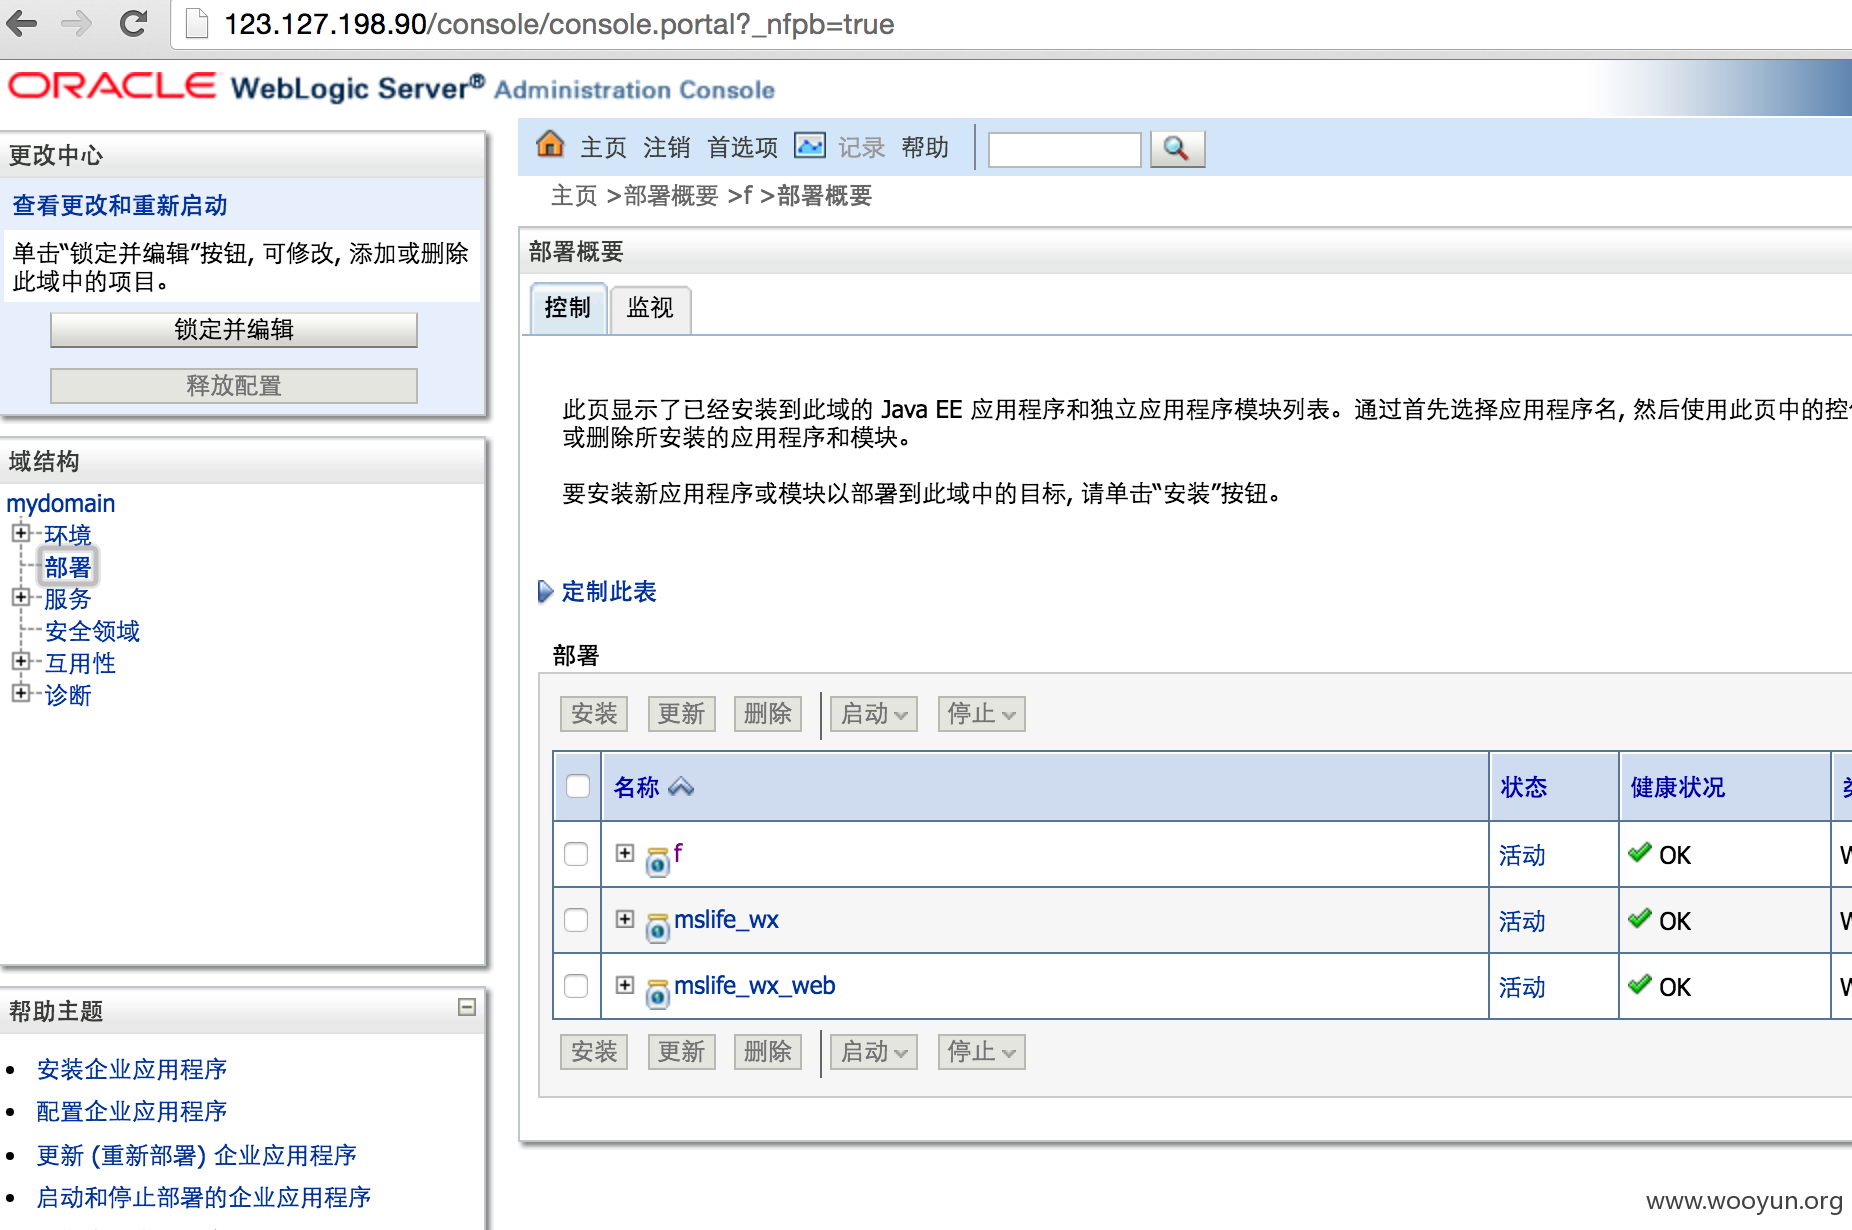 123.127.198.90/console/console.portal?_nfpb=true
ORACLE WebLogic Server® Administration Console
更改中心
查看更改和重新启动
单击“锁定并编辑”按钮, 可修改, 添加或删除
此域中的项目。
锁定并编辑
释放配置
域结构
mydomain
环境
部署
服务
安全领域
互用性
诊断
帮助主题
安装企业应用程序
配置企业应用程序
更新 (重新部署) 企业应用程序
启动和停止部署的企业应用程序
主页 注销 首选项 记录 帮助
主页 >部署概要 >f >部署概要
部署概要
控制 监视
此页显示了已经安装到此域的 Java EE 应用程序和独立应用程序模块列表。通过首先选择应用程序名, 然后使用此页中的控
或删除所安装的应用程序和模块。
要安装新应用程序或模块以部署到此域中的目标, 请单击“安装”按钮。
定制此表
部署
安装 更新 删除 启动 停止
名称 状态 健康状况
f 活动 OK
mslife_wx 活动 OK
mslife_wx_web 活动 OK
安装 更新 删除 启动 停止
www.wooyun.org